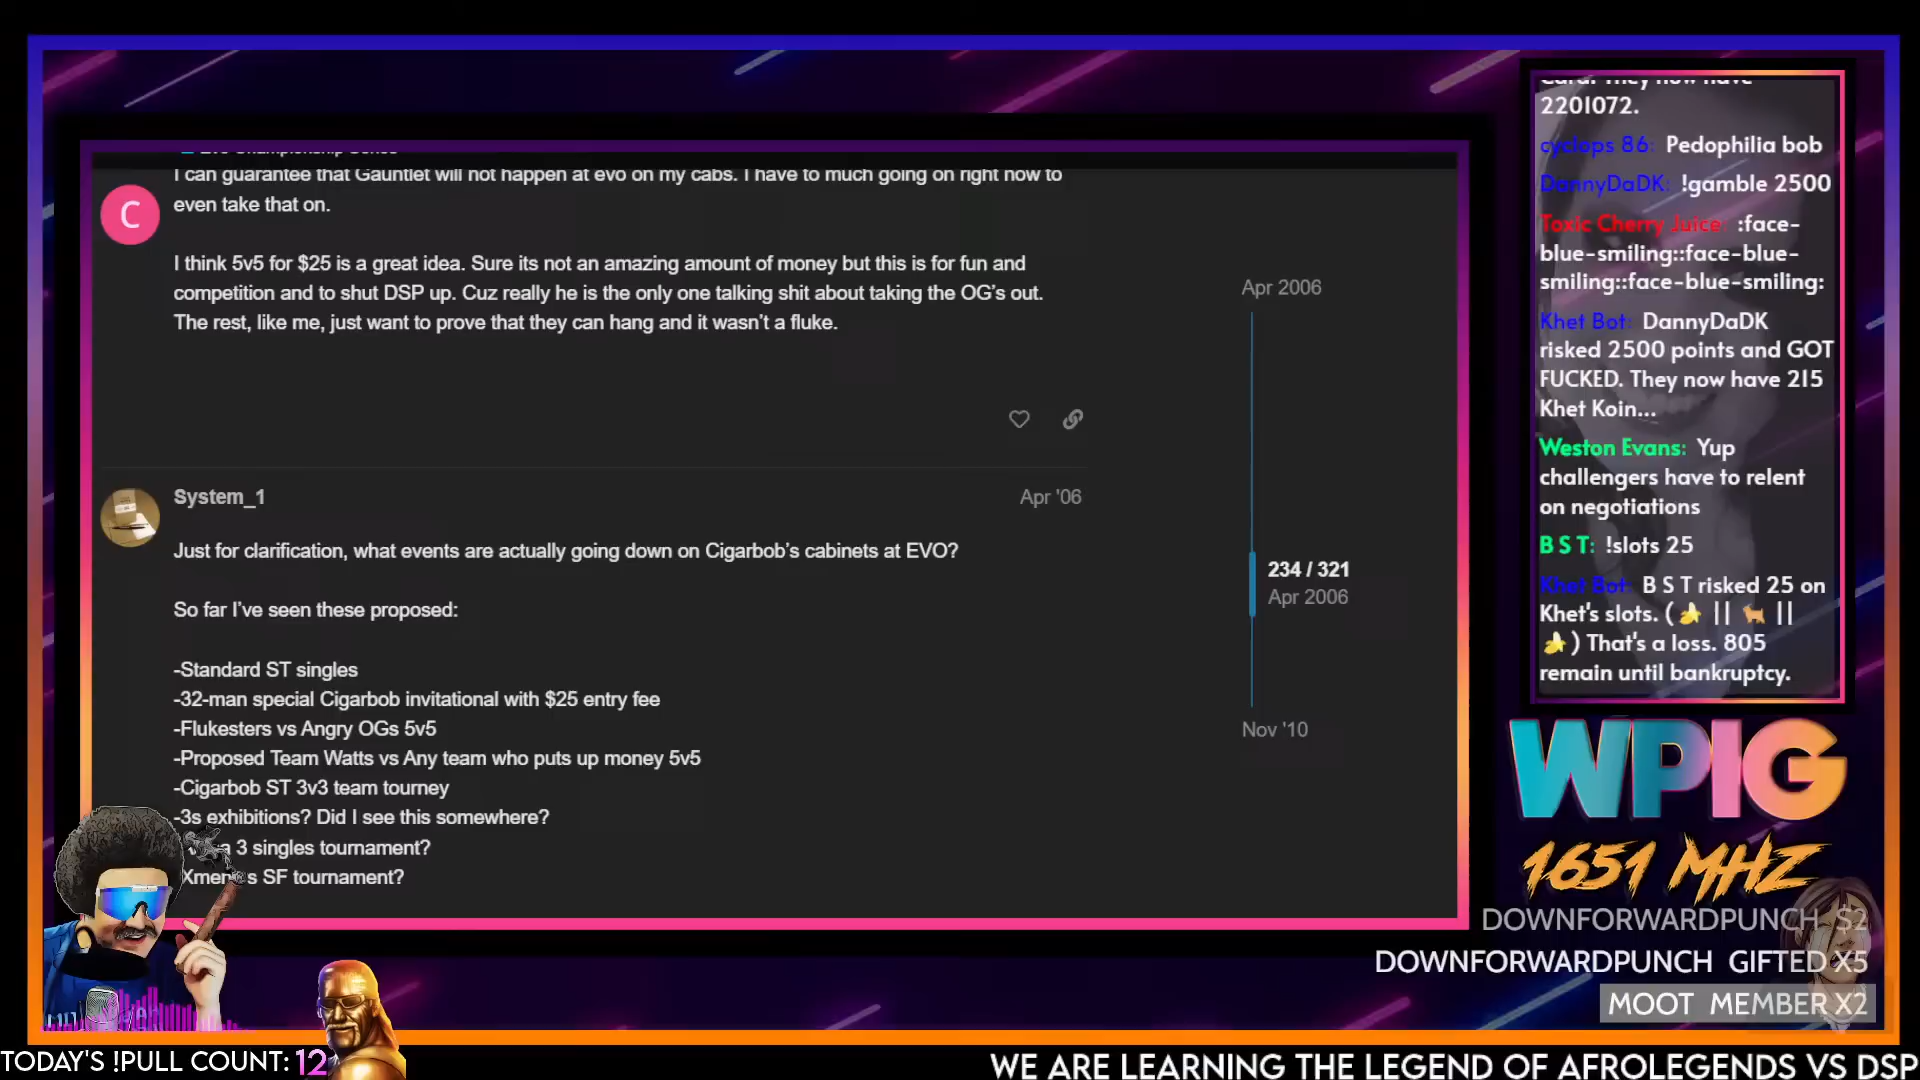 I can guarantee that Gauntlet will not happen at evo on my cabs. I have to much going on right now to
even take that on.
C
I think 5v5 for $25 is a great idea. Sure its not an amazing amount of money but this is for fun and
competition and to shut DSP up. Cuz really he is the only one talking shit about taking the OG's out.
The rest, like me, just want to prove that they can hang and it wasn't a fluke.
System_1
Apr '06
Just for clarification, what events are actually going down on Cigarbob's cabinets at EVO?
So far I've seen these proposed:
-Standard ST singles
-32-man special Cigarbob invitational with $25 entry fee
-Flukesters vs Angry OGs 5v5
-Proposed Team Watts vs Any team who puts up money 5v5
-Cigarbob ST 3v3 team tourney
-3s exhibitions? Did I see this somewhere?
3 singles tournament?
SF tournament?
Apr 2006
234 / 321
Apr 2006
Nov '10
2201072.
cyclops 86: Pedophilia bob
DannyDaDK: !gamble 2500
Toxic Cherry Juice: :face-
blue-smiling::face-blue-
smiling::face-blue-smiling:
Khet Bot: DannyDaDK
risked 2500 points and GOT
FUCKED. They now have 215
Khet Koin...
Weston Evans: Yup
challengers have to relent
on negotiations
B S T: !slots 25
Khet Bot: B S T risked 25 on
Khet's slots. (🍌 || 🐈 ||
🍌) That's a loss. 805
remain until bankruptcy.
WPIG
1651 MHZ
DOWNFORWARDPUNCH $2
DOWNFORWARDPUNCH GIFTED X5
MOOT MEMBER X2
TODAY'S !PULL COUNT: 12
WE ARE LEARNING THE LEGEND OF AFROLEGENDS VS DSP